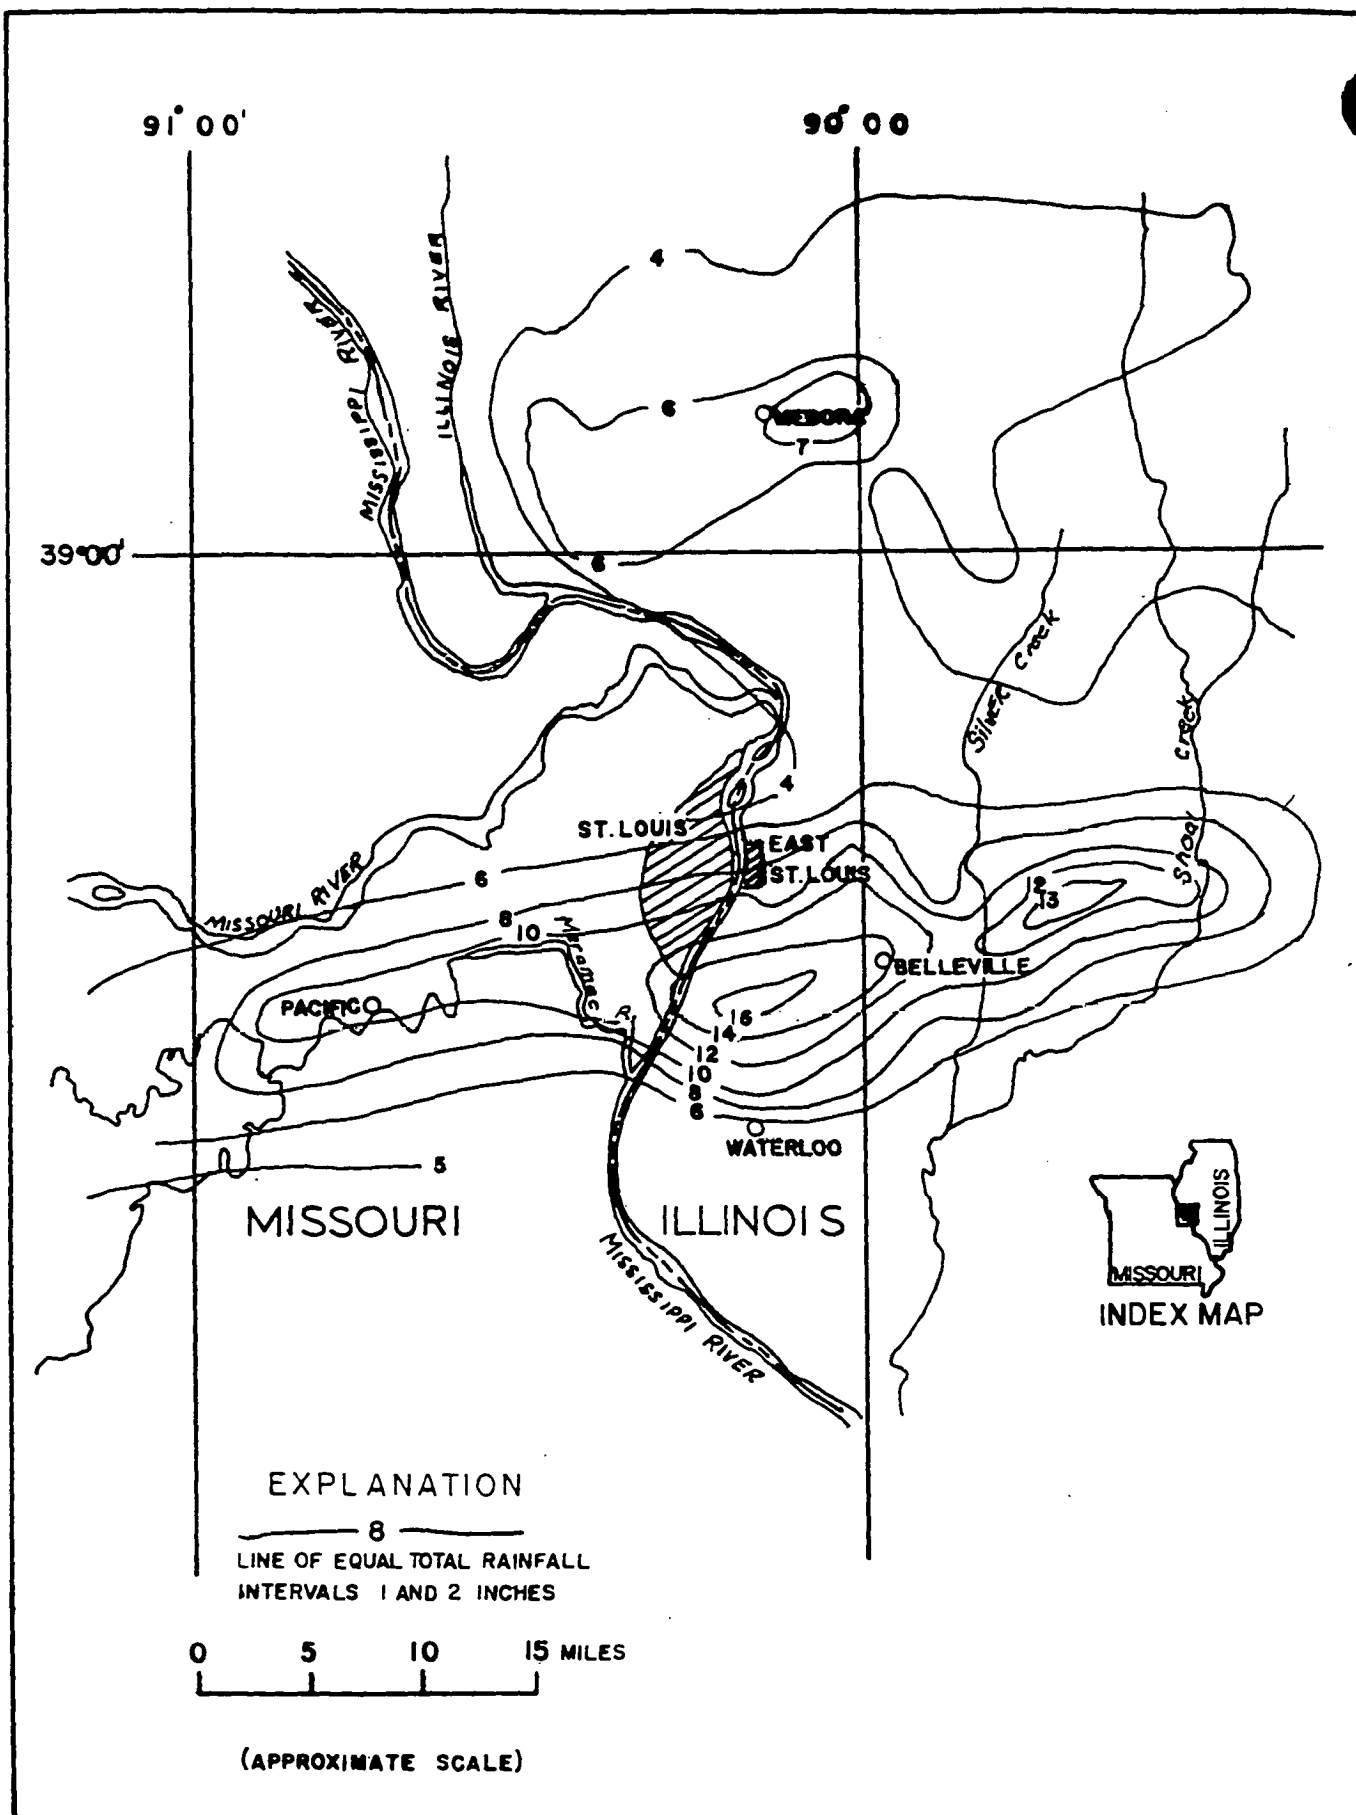 91° 00'
90° 00
4
MISSISSIPPI RIVER
ILLINOIS RIVER
6
MEDORA
7
39°00'
6
Silver Creek
Shoal Creek
4
ST. LOUIS
EAST
ST. LOUIS
6
MISSOURI RIVER
8
10
Meramec R.
12
13
BELLEVILLE
PACIFIC
16
14
12
10
8
6
WATERLOO
5
MISSOURI
ILLINOIS
MISSISSIPPI RIVER
ILLINOIS
MISSOURI
INDEX MAP
EXPLANATION
8
LINE OF EQUAL TOTAL RAINFALL
INTERVALS 1 AND 2 INCHES
0 5 10 15 MILES
(APPROXIMATE SCALE)